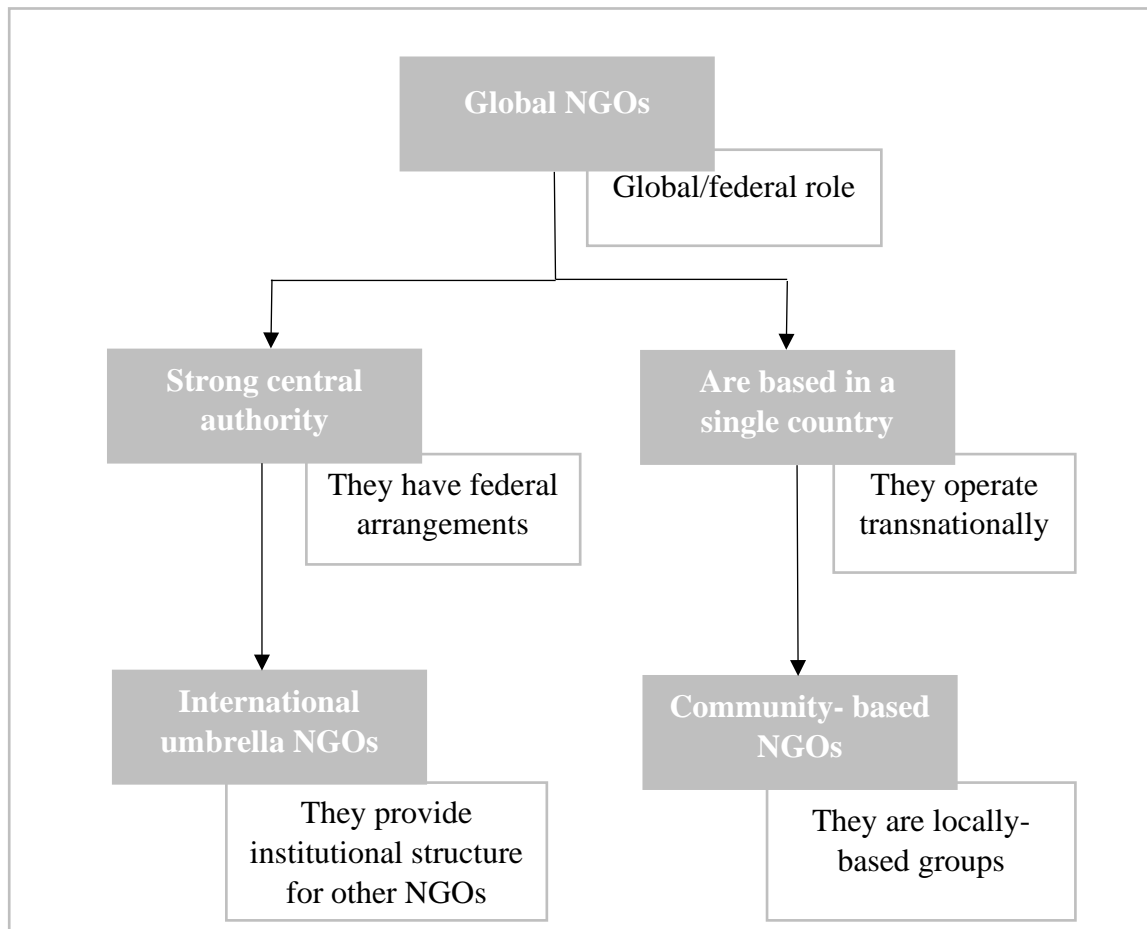 Global NGOs
Global/federal role
Strong central
authority
They have federal
arrangements
Are based in a
single country
They operate
transnationally
International
umbrella NGOs
They provide
institutional structure
for other NGOs
Community- based
NGOs
They are locally-
based groups